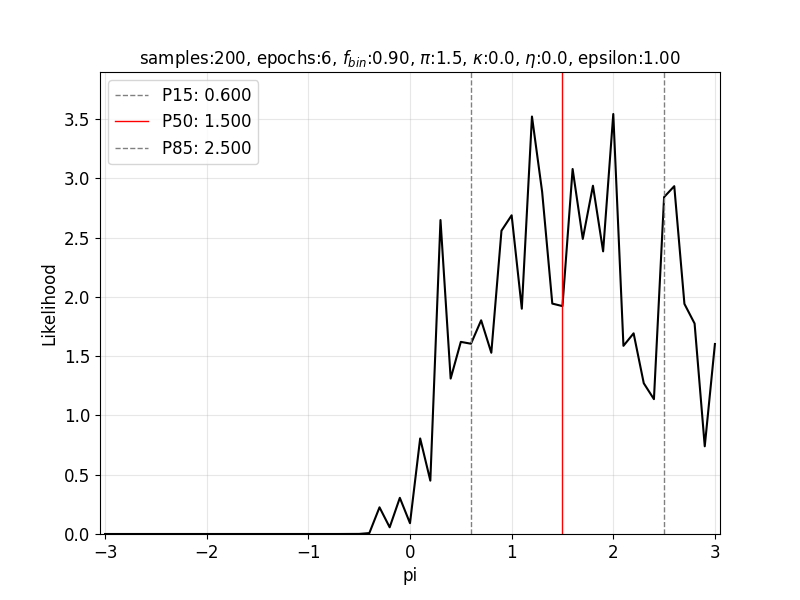 samples:200, epochs:6, f_bin:0.90, π:1.5, κ:0.0, η:0.0, epsilon:1.00
P15: 0.600
P50: 1.500
P85: 2.500
3.5
3.0
2.5
2.0
1.5
1.0
0.5
0.0
Likelihood
−3 −2 −1 0 1 2 3
pi